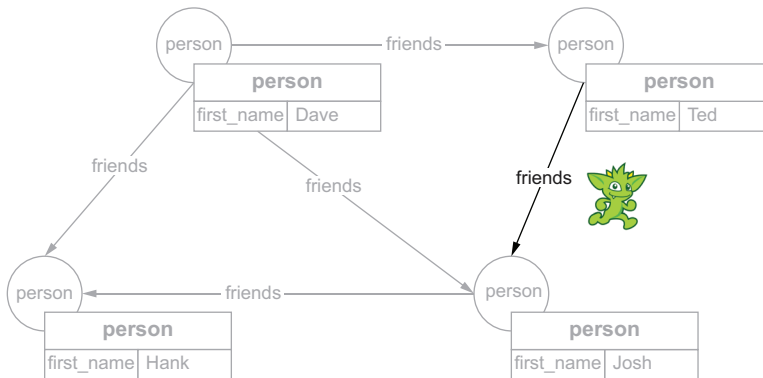 person friends person
person
first_name Dave
person
first_name Ted
friends
friends
friends
person friends person
person
first_name Hank
person
first_name Josh